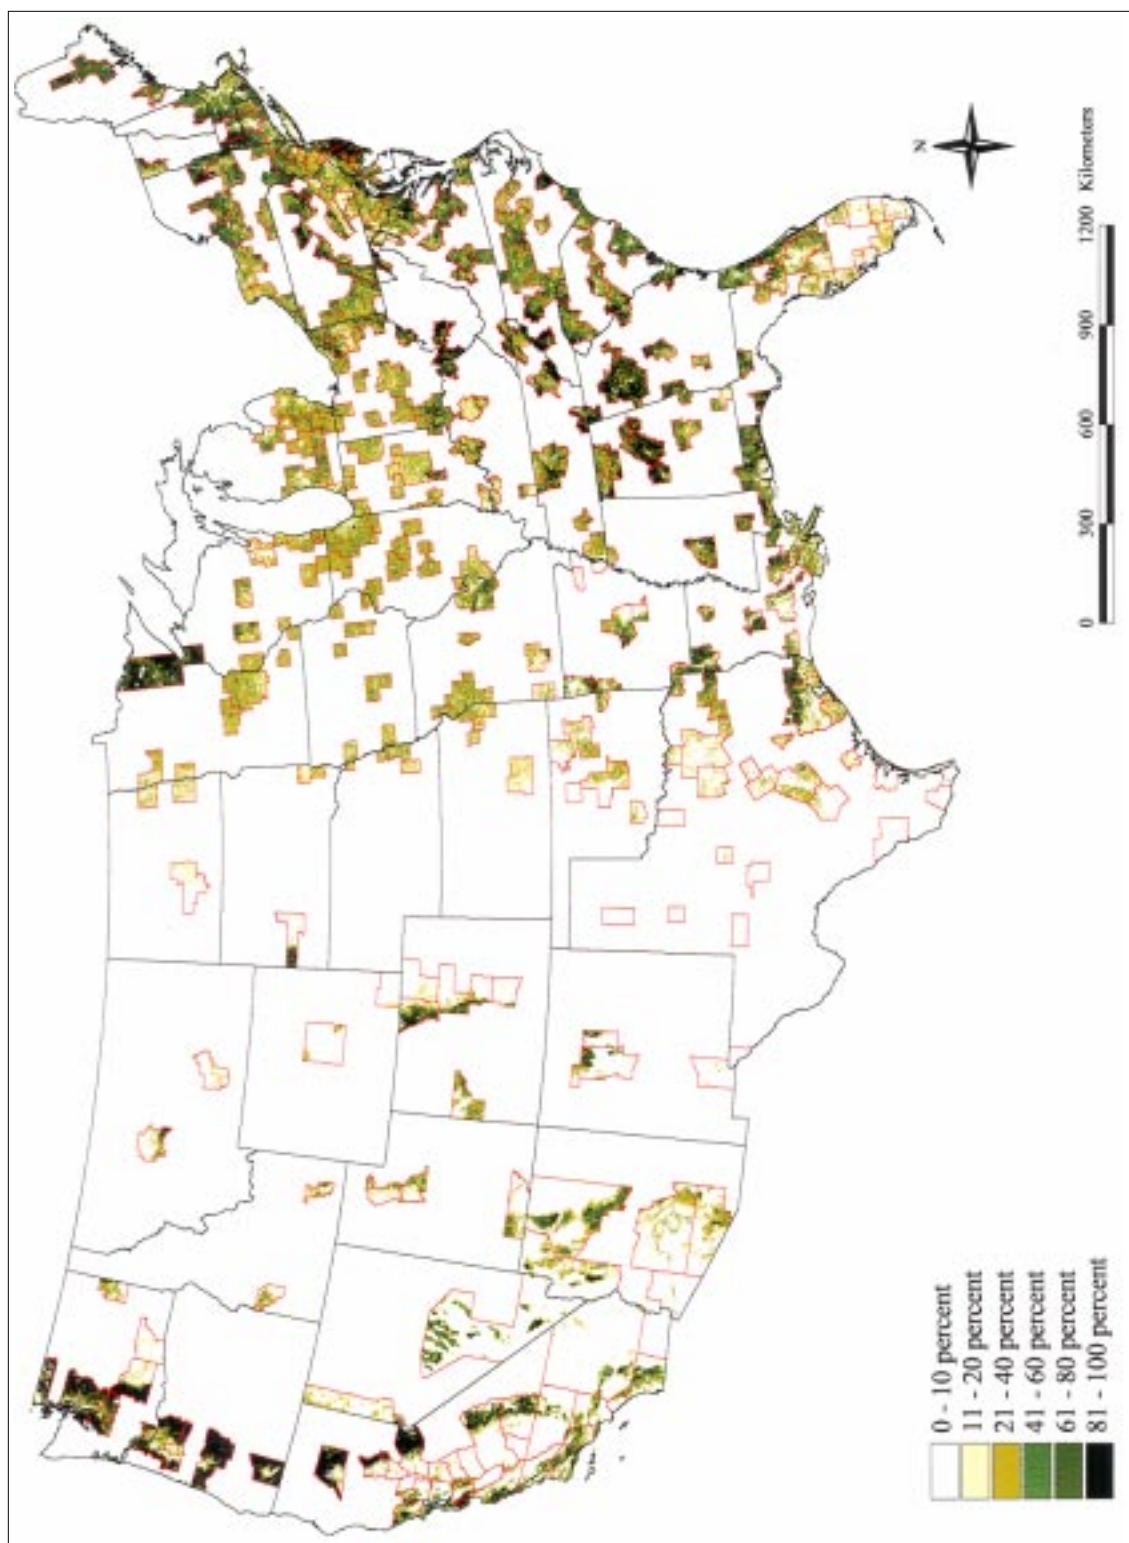 N
0 300 600 900 1200 Kilometers
0 - 10 percent
11 - 20 percent
21 - 40 percent
41 - 60 percent
61 - 80 percent
81 - 100 percent